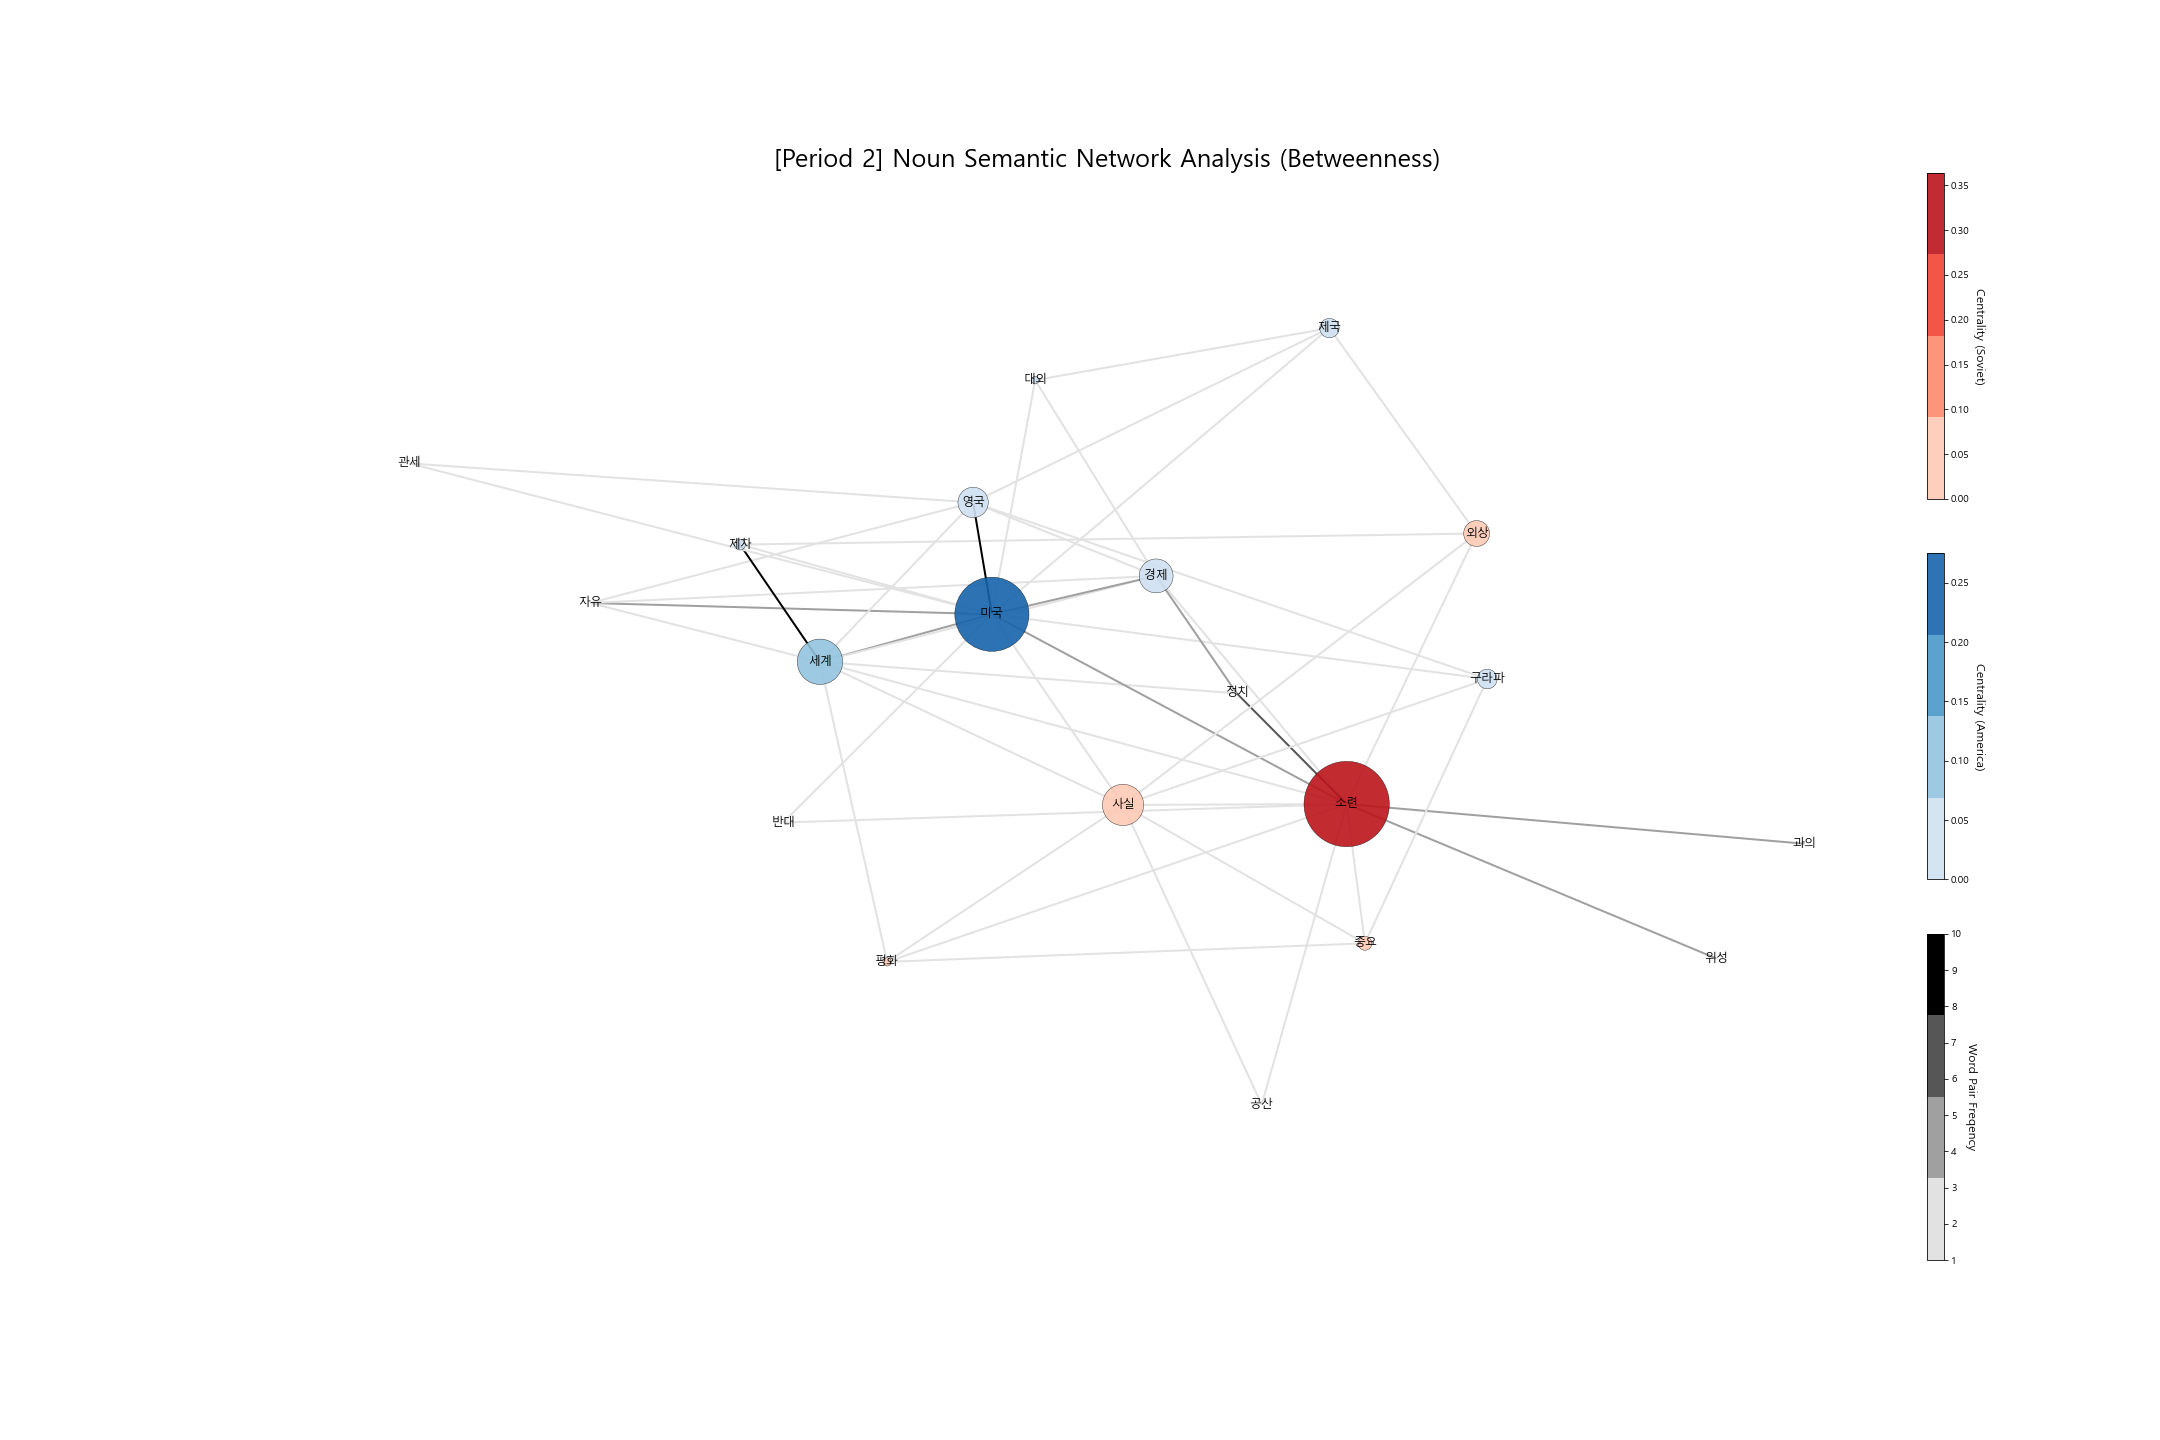 [Period 2] Noun Semantic Network Analysis (Betweenness)
제국
대외
관세
영국
외상
제차
경제
자유
미국
세계
구라파
정치
사실
소련
반대
과의
중요
위성
평화
공산
0.35
0.30
0.25
0.20
0.15
0.10
0.05
0.00
Centrality (Soviet)
0.25
0.20
0.15
0.10
0.05
0.00
Centrality (America)
10
9
8
7
6
5
4
3
2
1
Word Pair Freqency